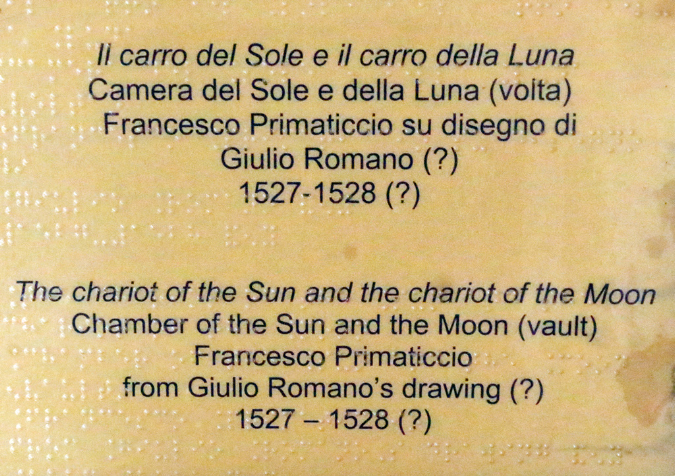 Il carro del Sole e il carro della Luna
Camera del Sole e della Luna (volta)
Francesco Primaticcio su disegno di
Giulio Romano (?)
1527-1528 (?)
The chariot of the Sun and the chariot of the Moon
Chamber of the Sun and the Moon (vault)
Francesco Primaticcio
from Giulio Romano's drawing (?)
1527 – 1528 (?)